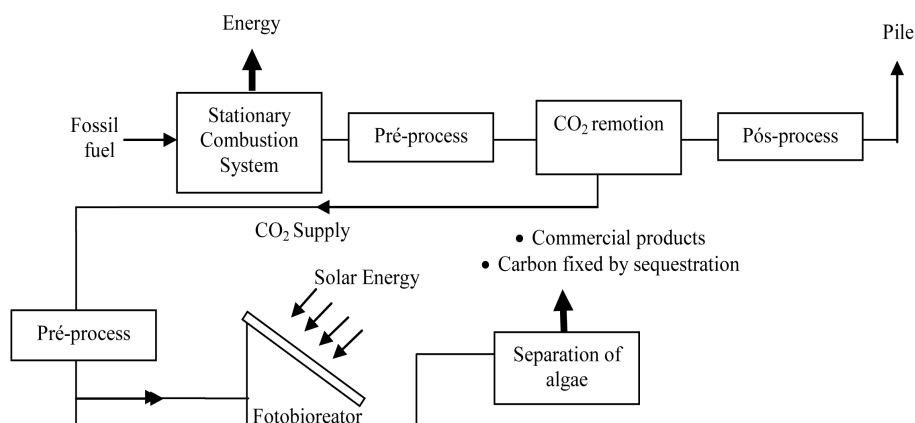 Energy
Pile
Fossil
fuel
Stationary
Combustion
System
Pré-process
CO₂ remotion
Pós-process
CO₂ Supply
• Commercial products
• Carbon fixed by sequestration
Solar Energy
Pré-process
Separation of
algae
Fotobioreator